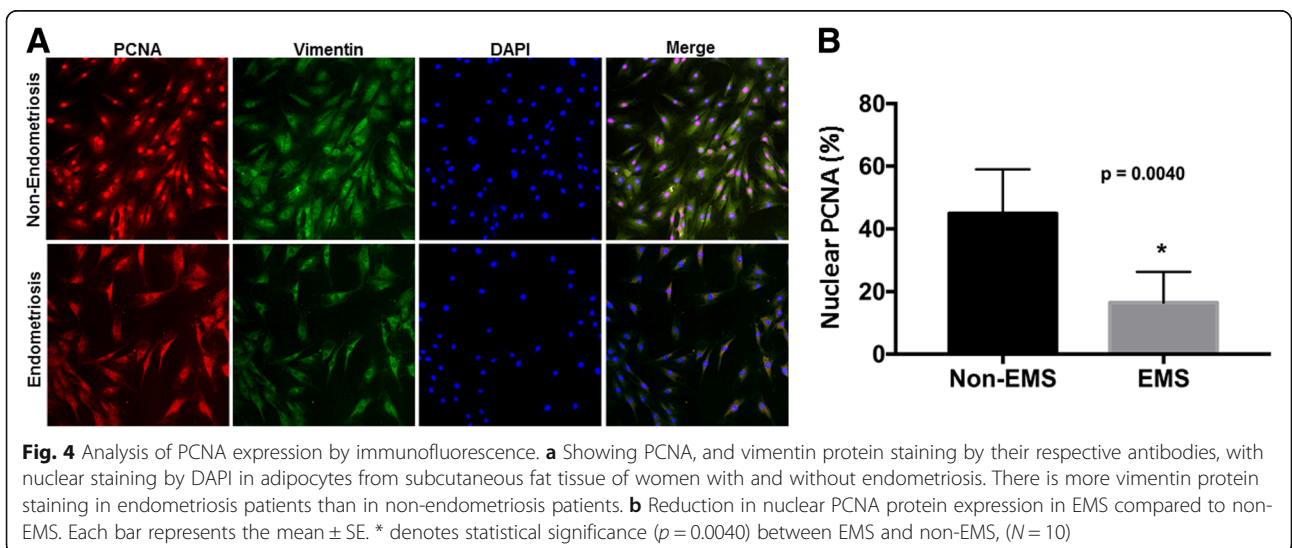 A
PCNA Vimentin DAPI Merge
Non-Endometriosis
Endometriosis
B
Nuclear PCNA (%)
80
60
40
20
0
p = 0.0040
*
Non-EMS EMS
Fig. 4 Analysis of PCNA expression by immunofluorescence. a Showing PCNA, and vimentin protein staining by their respective antibodies, with
nuclear staining by DAPI in adipocytes from subcutaneous fat tissue of women with and without endometriosis. There is more vimentin protein
staining in endometriosis patients than in non-endometriosis patients. b Reduction in nuclear PCNA protein expression in EMS compared to non-
EMS. Each bar represents the mean ± SE. * denotes statistical significance (p = 0.0040) between EMS and non-EMS, (N = 10)